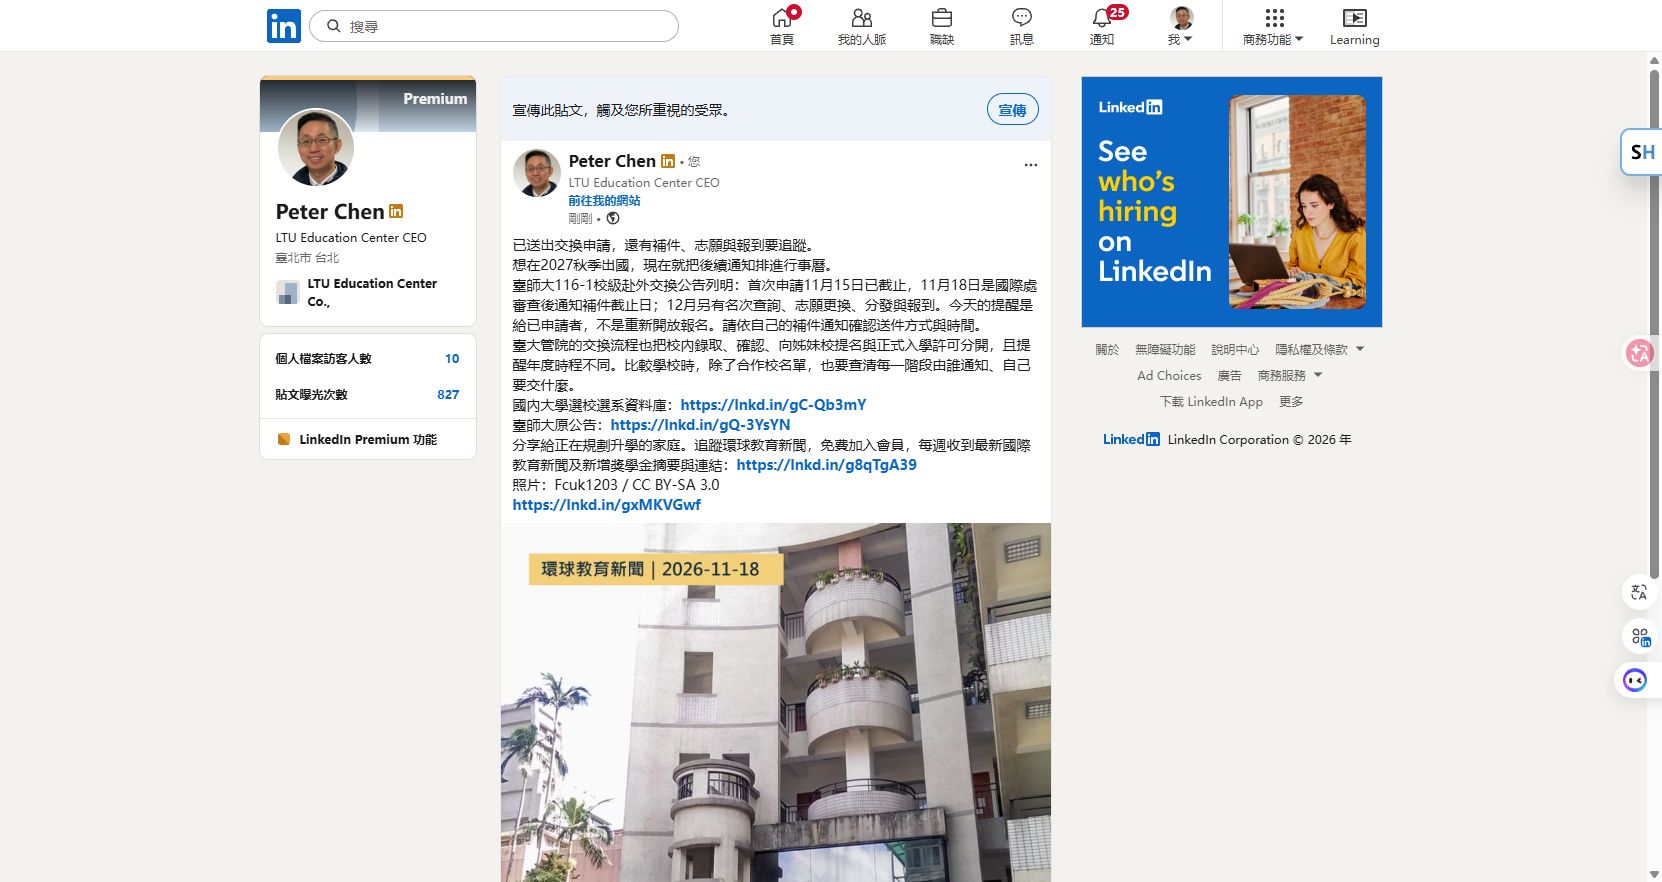 in
搜尋
首頁
我的人脈
職缺
訊息
25
通知
我
商務功能
Learning
Premium
Peter Chen in
LTU Education Center CEO
臺北市 台北
LTU Education Center
Co.,
個人檔案訪客人數 10
貼文曝光次數 827
LinkedIn Premium 功能
宣傳此貼文，觸及您所重視的受眾。
宣傳
Peter Chen in • 您
LTU Education Center CEO
前往我的網站
剛剛 •
已送出交換申請，還有補件、志願與報到要追蹤。
想在2027秋季出國，現在就把後續通知排進行事曆。
臺師大116-1校級赴外交換公告列明：首次申請11月15日已截止，11月18日是國際處
審查後通知補件截止日；12月另有名次查詢、志願更換、分發與報到。今天的提醒是
給已申請者，不是重新開放報名。請依自己的補件通知確認送件方式與時間。
臺大管院的交換流程也把校內錄取、確認、向姊妹校提名與正式入學許可分開，且提
醒年度時程不同。比較學校時，除了合作校名單，也要查清每一階段由誰通知、自己
要交什麼。
國內大學選校選系資料庫：https://lnkd.in/gC-Qb3mY
臺師大原公告：https://lnkd.in/gQ-3YsYN
分享給正在規劃升學的家庭。追蹤環球教育新聞，免費加入會員，每週收到最新國際
教育新聞及新增獎學金摘要與連結：https://lnkd.in/g8qTgA39
照片：Fcuk1203 / CC BY-SA 3.0
https://lnkd.in/gxMKVGwf
環球教育新聞｜2026-11-18
Linked in
See
who's
hiring
on
LinkedIn
關於 無障礙功能 說明中心 隱私權及條款
Ad Choices 廣告 商務服務
下載 LinkedIn App 更多
Linked in LinkedIn Corporation © 2026 年
SH